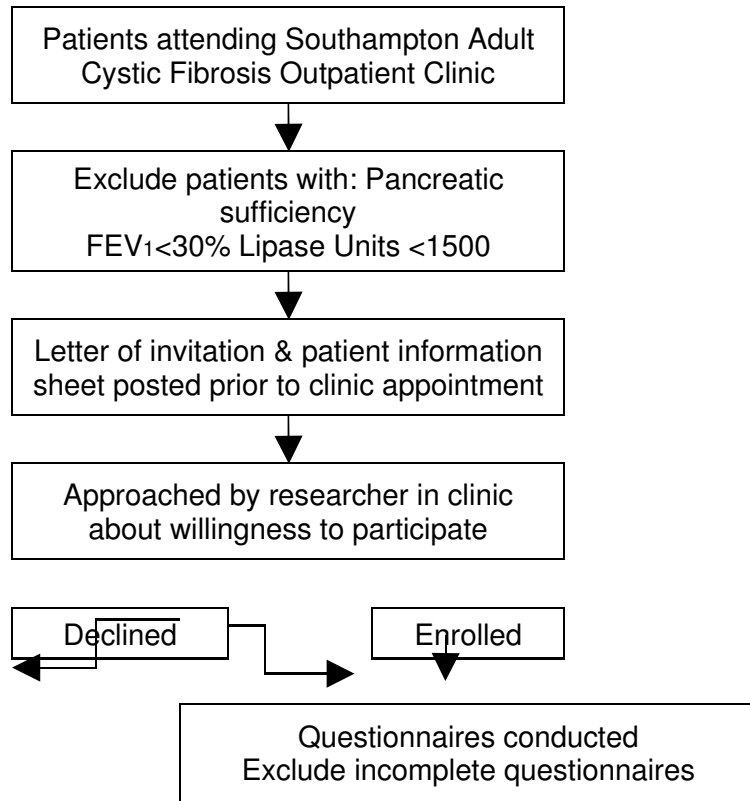 Patients attending Southampton Adult
Cystic Fibrosis Outpatient Clinic
Exclude patients with: Pancreatic
sufficiency
FEV1<30% Lipase Units <1500
Letter of invitation & patient information
sheet posted prior to clinic appointment
Approached by researcher in clinic
about willingness to participate
Declined
Enrolled
Questionnaires conducted
Exclude incomplete questionnaires